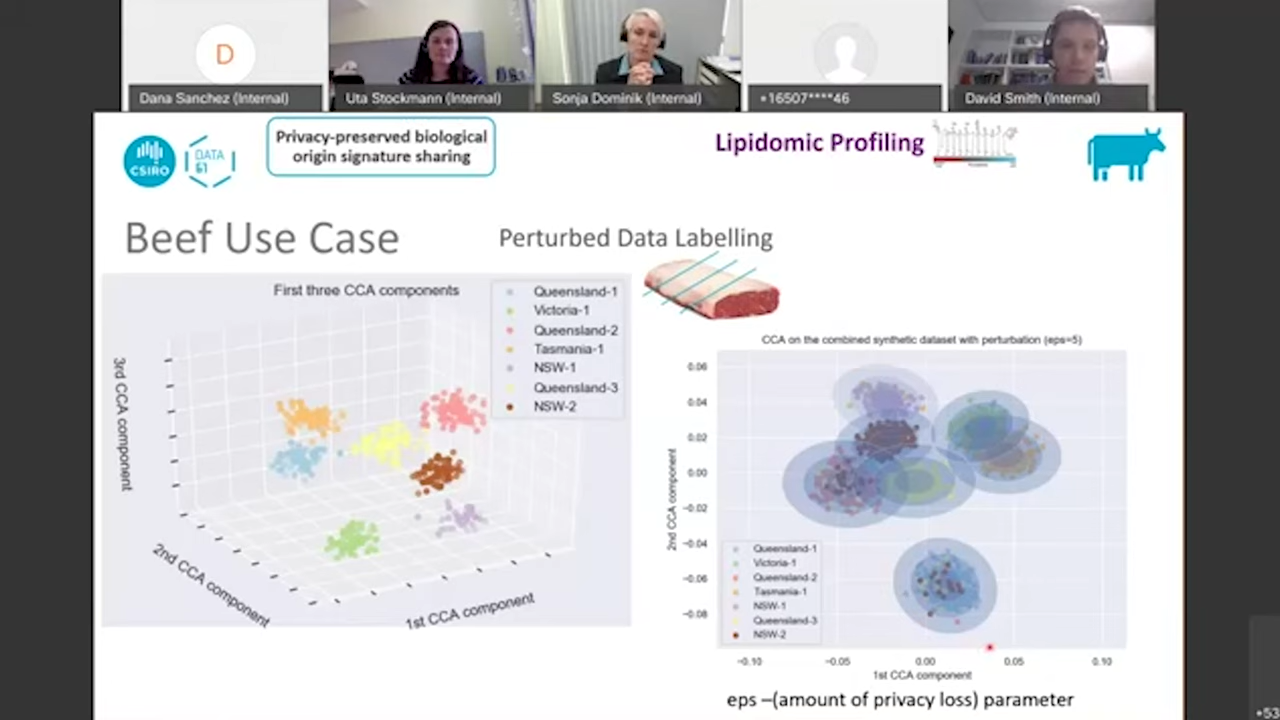 D
Dana Sanchez (Internal)
Uta Stockmann (Internal)
Sonja Dominik (Internal)
+16507****46
David Smith (Internal)
CSIRO
DATA
61
Privacy-preserved biological
origin signature sharing
Lipidomic Profiling
Beef Use Case
Perturbed Data Labelling
First three CCA components
Queensland-1
Victoria-1
Queensland-2
Tasmania-1
NSW-1
Queensland-3
NSW-2
3rd CCA component
2nd CCA component
1st CCA component
CCA on the combined synthetic dataset with perturbation (eps=5)
0.06
0.04
0.02
0.00
−0.02
−0.04
−0.06
−0.08
2nd CCA component
Queensland-1
Victoria-1
Queensland-2
Tasmania-1
NSW-1
Queensland-3
NSW-2
−0.10
−0.05
0.00
0.05
0.10
1st CCA component
eps –(amount of privacy loss) parameter